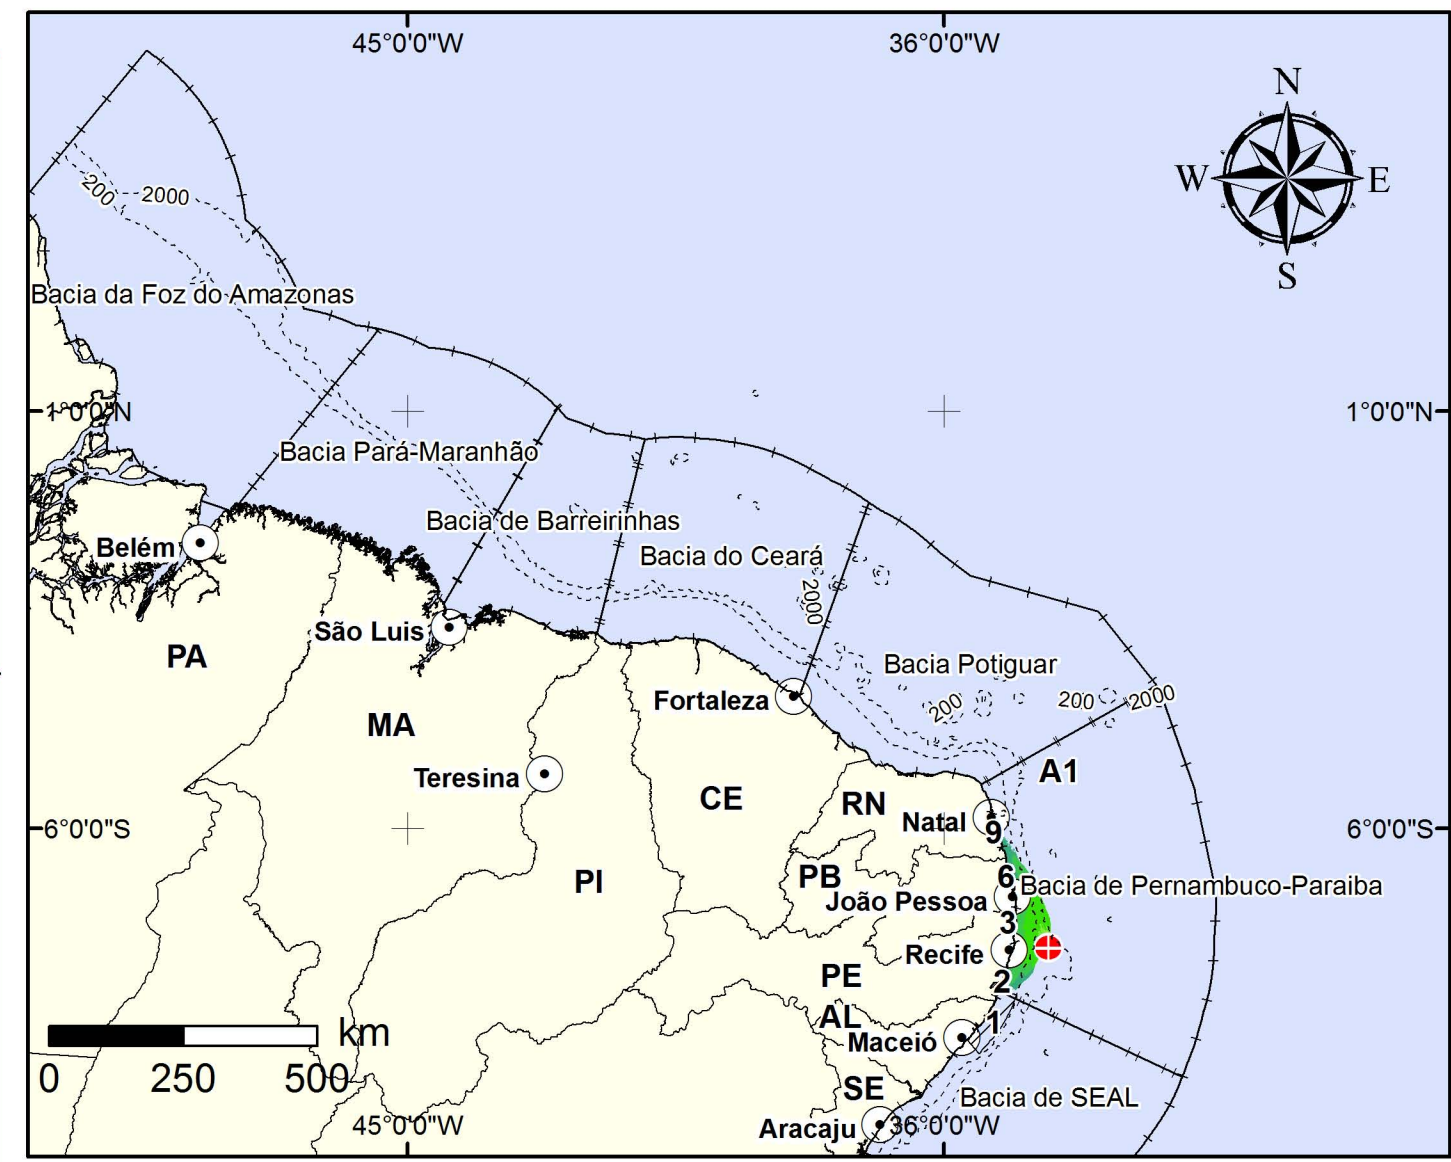 45°0'0"W
36°0'0"W
N
W
E
S
200
2000
Bacia da Foz do Amazonas
1°0'0"N
1°0'0"N
Bacia Pará-Maranhão
Bacia de Barreirinhas
Belém
Bacia do Ceará
2000
São Luis
PA
Bacia Potiguar
Fortaleza
200
200
2000
MA
Teresina
A1
CE
RN
Natal
9
6°0'0"S
6°0'0"S
PI
PB
6
Bacia de Pernambuco-Paraiba
João Pessoa
3
Recife
PE
2
AL
1
Maceió
km
0
250
500
SE
Bacia de SEAL
45°0'0"W
Aracaju
36°0'0"W